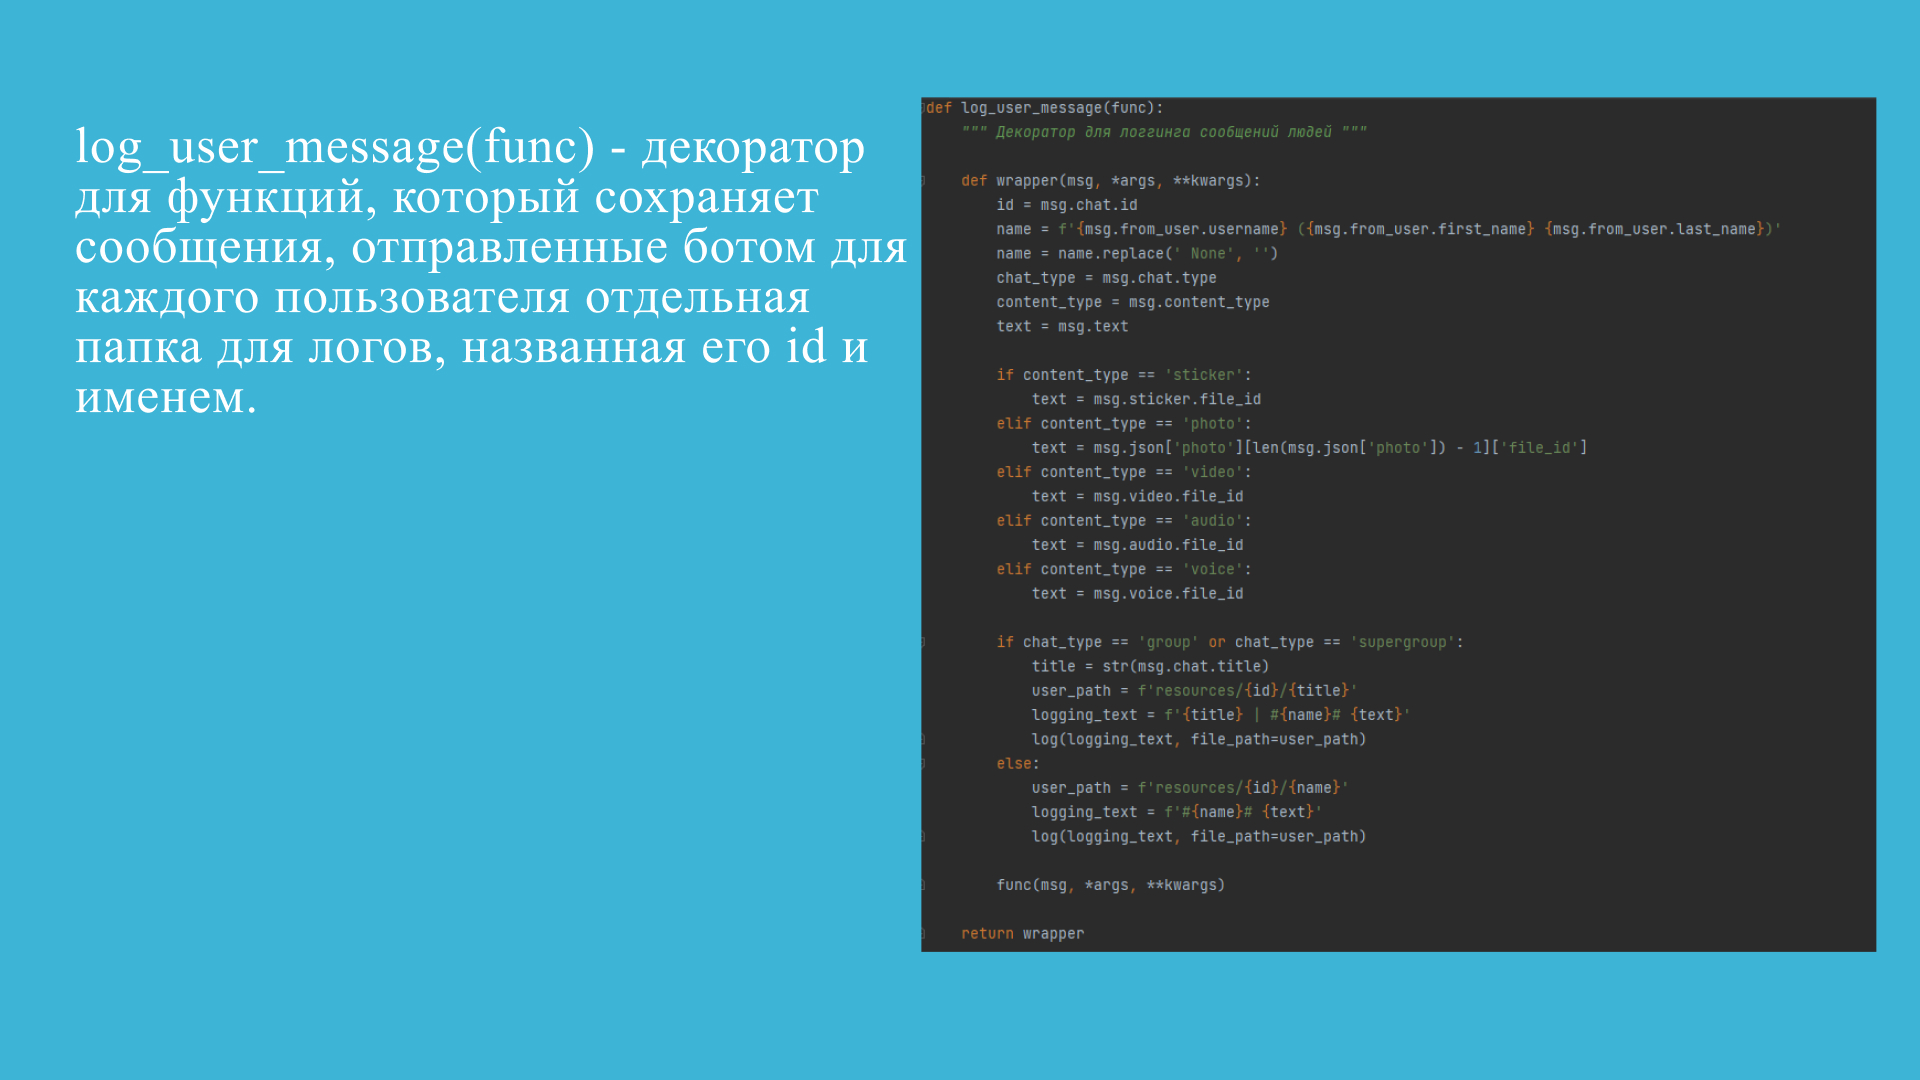 log_user_message(func) - декоратор
для функций, который сохраняет
сообщения, отправленные ботом для
каждого пользователя отдельная
папка для логов, названная его id и
именем.
def log_user_message(func):
    """ Декоратор для логгинга сообщений людей """

    def wrapper(msg, *args, **kwargs):
        id = msg.chat.id
        name = f'{msg.from_user.username} ({msg.from_user.first_name} {msg.from_user.last_name})'
        name = name.replace(' None', '')
        chat_type = msg.chat.type
        content_type = msg.content_type
        text = msg.text

        if content_type == 'sticker':
            text = msg.sticker.file_id
        elif content_type == 'photo':
            text = msg.json['photo'][len(msg.json['photo']) - 1]['file_id']
        elif content_type == 'video':
            text = msg.video.file_id
        elif content_type == 'audio':
            text = msg.audio.file_id
        elif content_type == 'voice':
            text = msg.voice.file_id

        if chat_type == 'group' or chat_type == 'supergroup':
            title = str(msg.chat.title)
            user_path = f'resources/{id}/{title}'
            logging_text = f'{title} | #{name}# {text}'
            log(logging_text, file_path=user_path)
        else:
            user_path = f'resources/{id}/{name}'
            logging_text = f'#{name}# {text}'
            log(logging_text, file_path=user_path)

        func(msg, *args, **kwargs)

    return wrapper